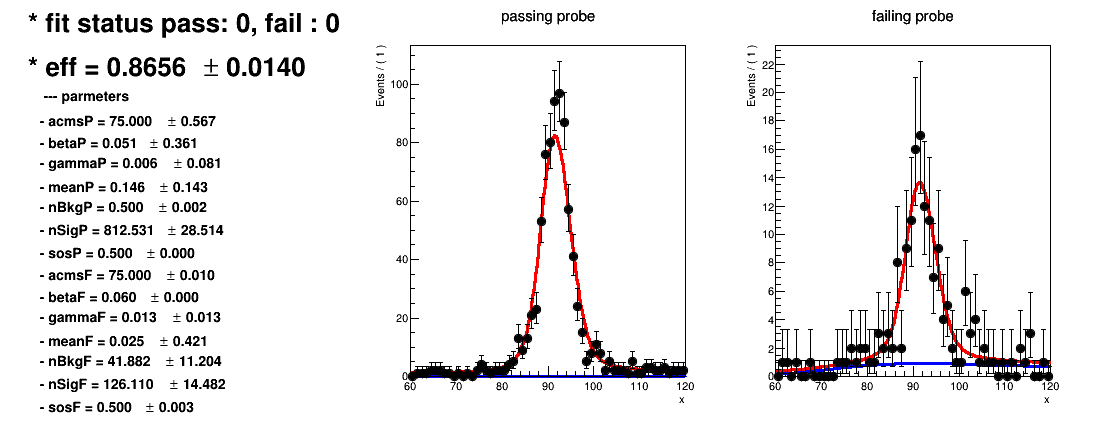 * fit status pass: 0, fail : 0
* eff = 0.8656 ± 0.0140
--- parmeters
- acmsP = 75.000 ± 0.567
- betaP = 0.051 ± 0.361
- gammaP = 0.006 ± 0.081
- meanP = 0.146 ± 0.143
- nBkgP = 0.500 ± 0.002
- nSigP = 812.531 ± 28.514
- sosP = 0.500 ± 0.000
- acmsF = 75.000 ± 0.010
- betaF = 0.060 ± 0.000
- gammaF = 0.013 ± 0.013
- meanF = 0.025 ± 0.421
- nBkgF = 41.882 ± 11.204
- nSigF = 126.110 ± 14.482
- sosF = 0.500 ± 0.003
passing probe
Events / ( 1 )
100
80
60
40
20
0
60 70 80 90 100 110 120
x
failing probe
Events / ( 1 )
22
20
18
16
14
12
10
8
6
4
2
0
60 70 80 90 100 110 120
x